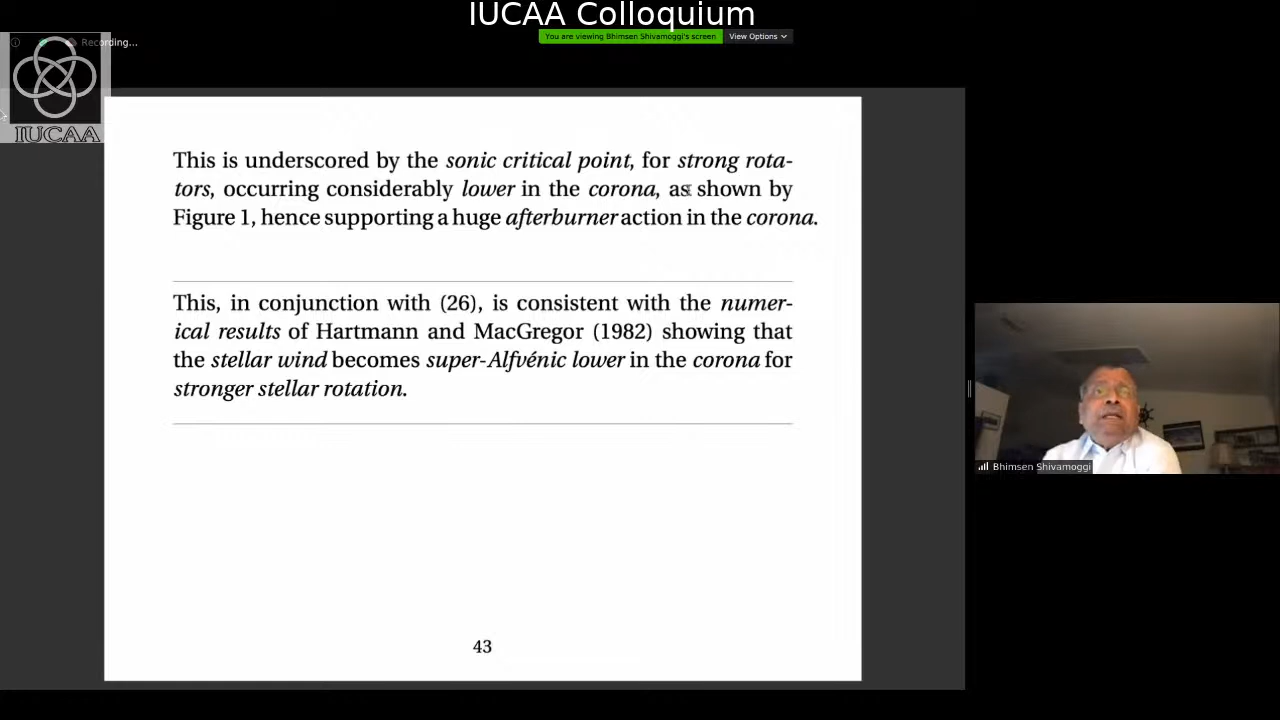 IUCAA Colloquium
You are viewing Bhimsen Shivamoggi's screen
View Options
Recording...
IUCAA
This is underscored by the sonic critical point, for strong rota-
tors, occurring considerably lower in the corona, as shown by
Figure 1, hence supporting a huge afterburner action in the corona.
This, in conjunction with (26), is consistent with the numer-
ical results of Hartmann and MacGregor (1982) showing that
the stellar wind becomes super-Alfvénic lower in the corona for
stronger stellar rotation.
Bhimsen Shivamoggi
43